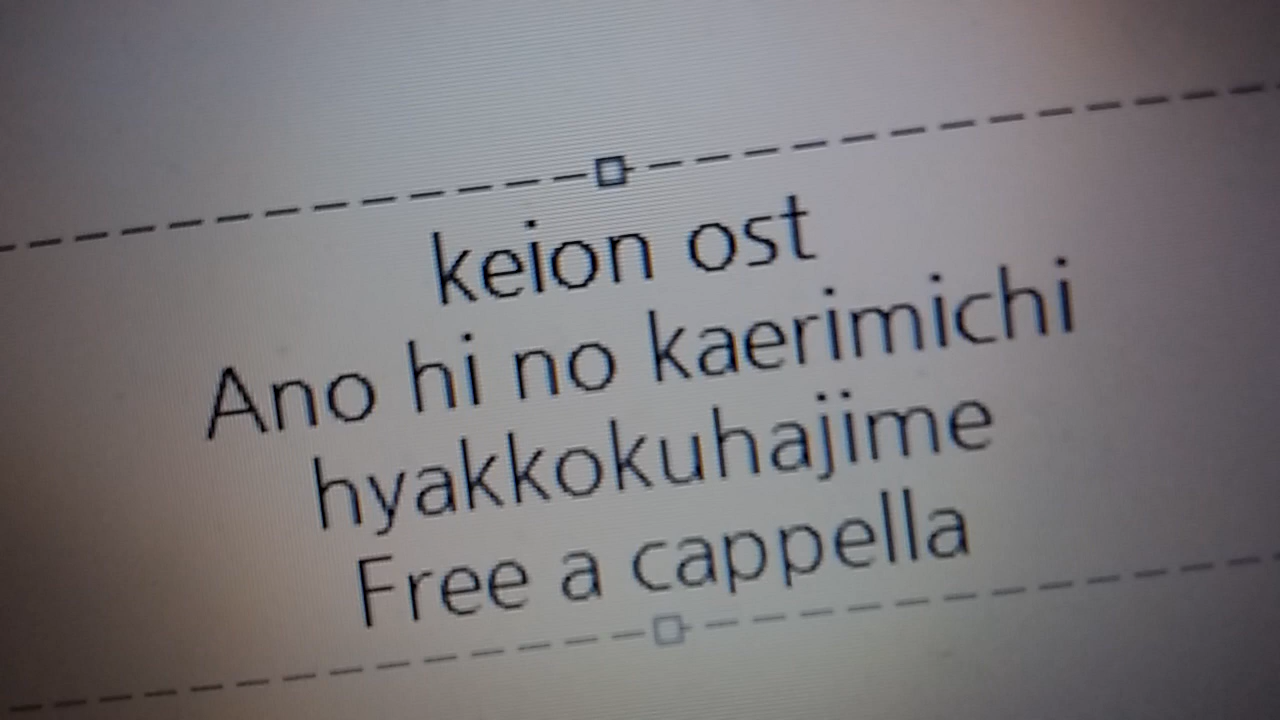 keion ost
Ano hi no kaerimichi
hyakkokuhajime
Free a cappella